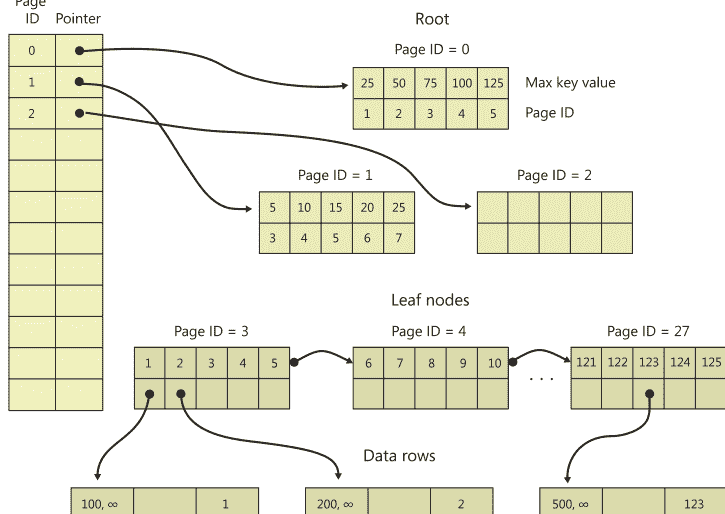 Page
ID Pointer
0
1
2
Root
Page ID = 0
25 50 75 100 125 Max key value
1 2 3 4 5 Page ID
Page ID = 1
5 10 15 20 25
3 4 5 6 7
Page ID = 2
Leaf nodes
Page ID = 3
1 2 3 4 5
Page ID = 4
6 7 8 9 10
. . .
Page ID = 27
121 122 123 124 125
Data rows
100, ∞ 1
200, ∞ 2
500, ∞ 123